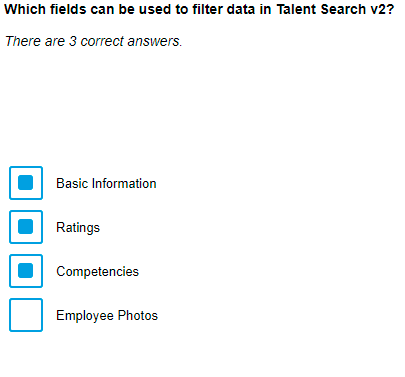 Which fields can be used to filter data in Talent Search v2?
There are 3 correct answers.
Basic Information
Ratings
Competencies
Employee Photos